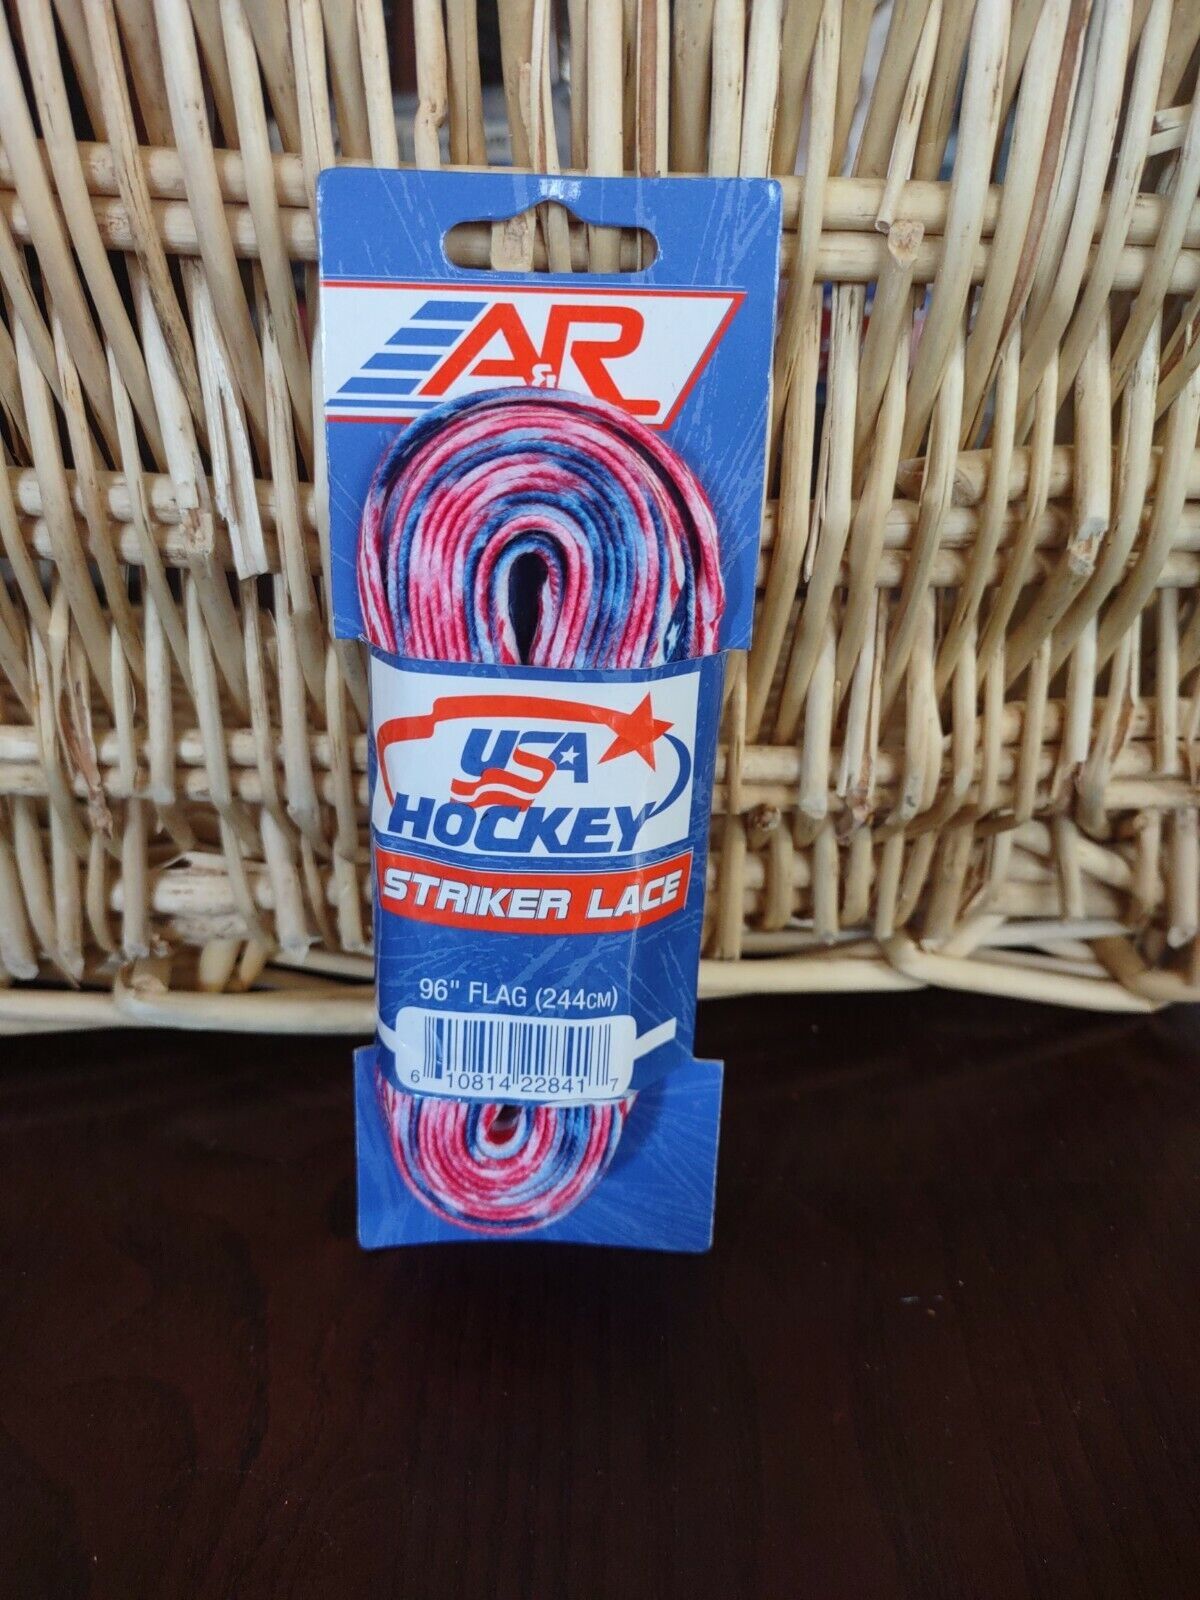 A&R
USA
HOCKEY
STRIKER LACE
96" FLAG (244CM)
6 10814 22841 7